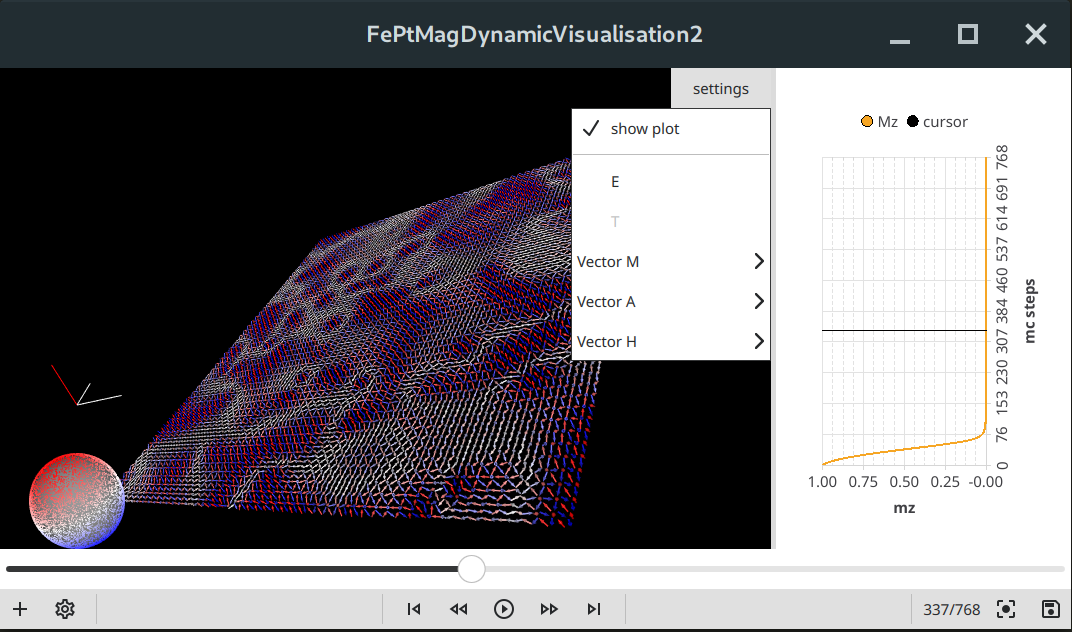 FePtMagDynamicVisualisation2
settings
show plot
E
T
Vector M
Vector A
Vector H
Mz cursor
768
691
614
537
460
384
307
230
153
76
0
mc steps
1.00 0.75 0.50 0.25 -0.00
mz
337/768